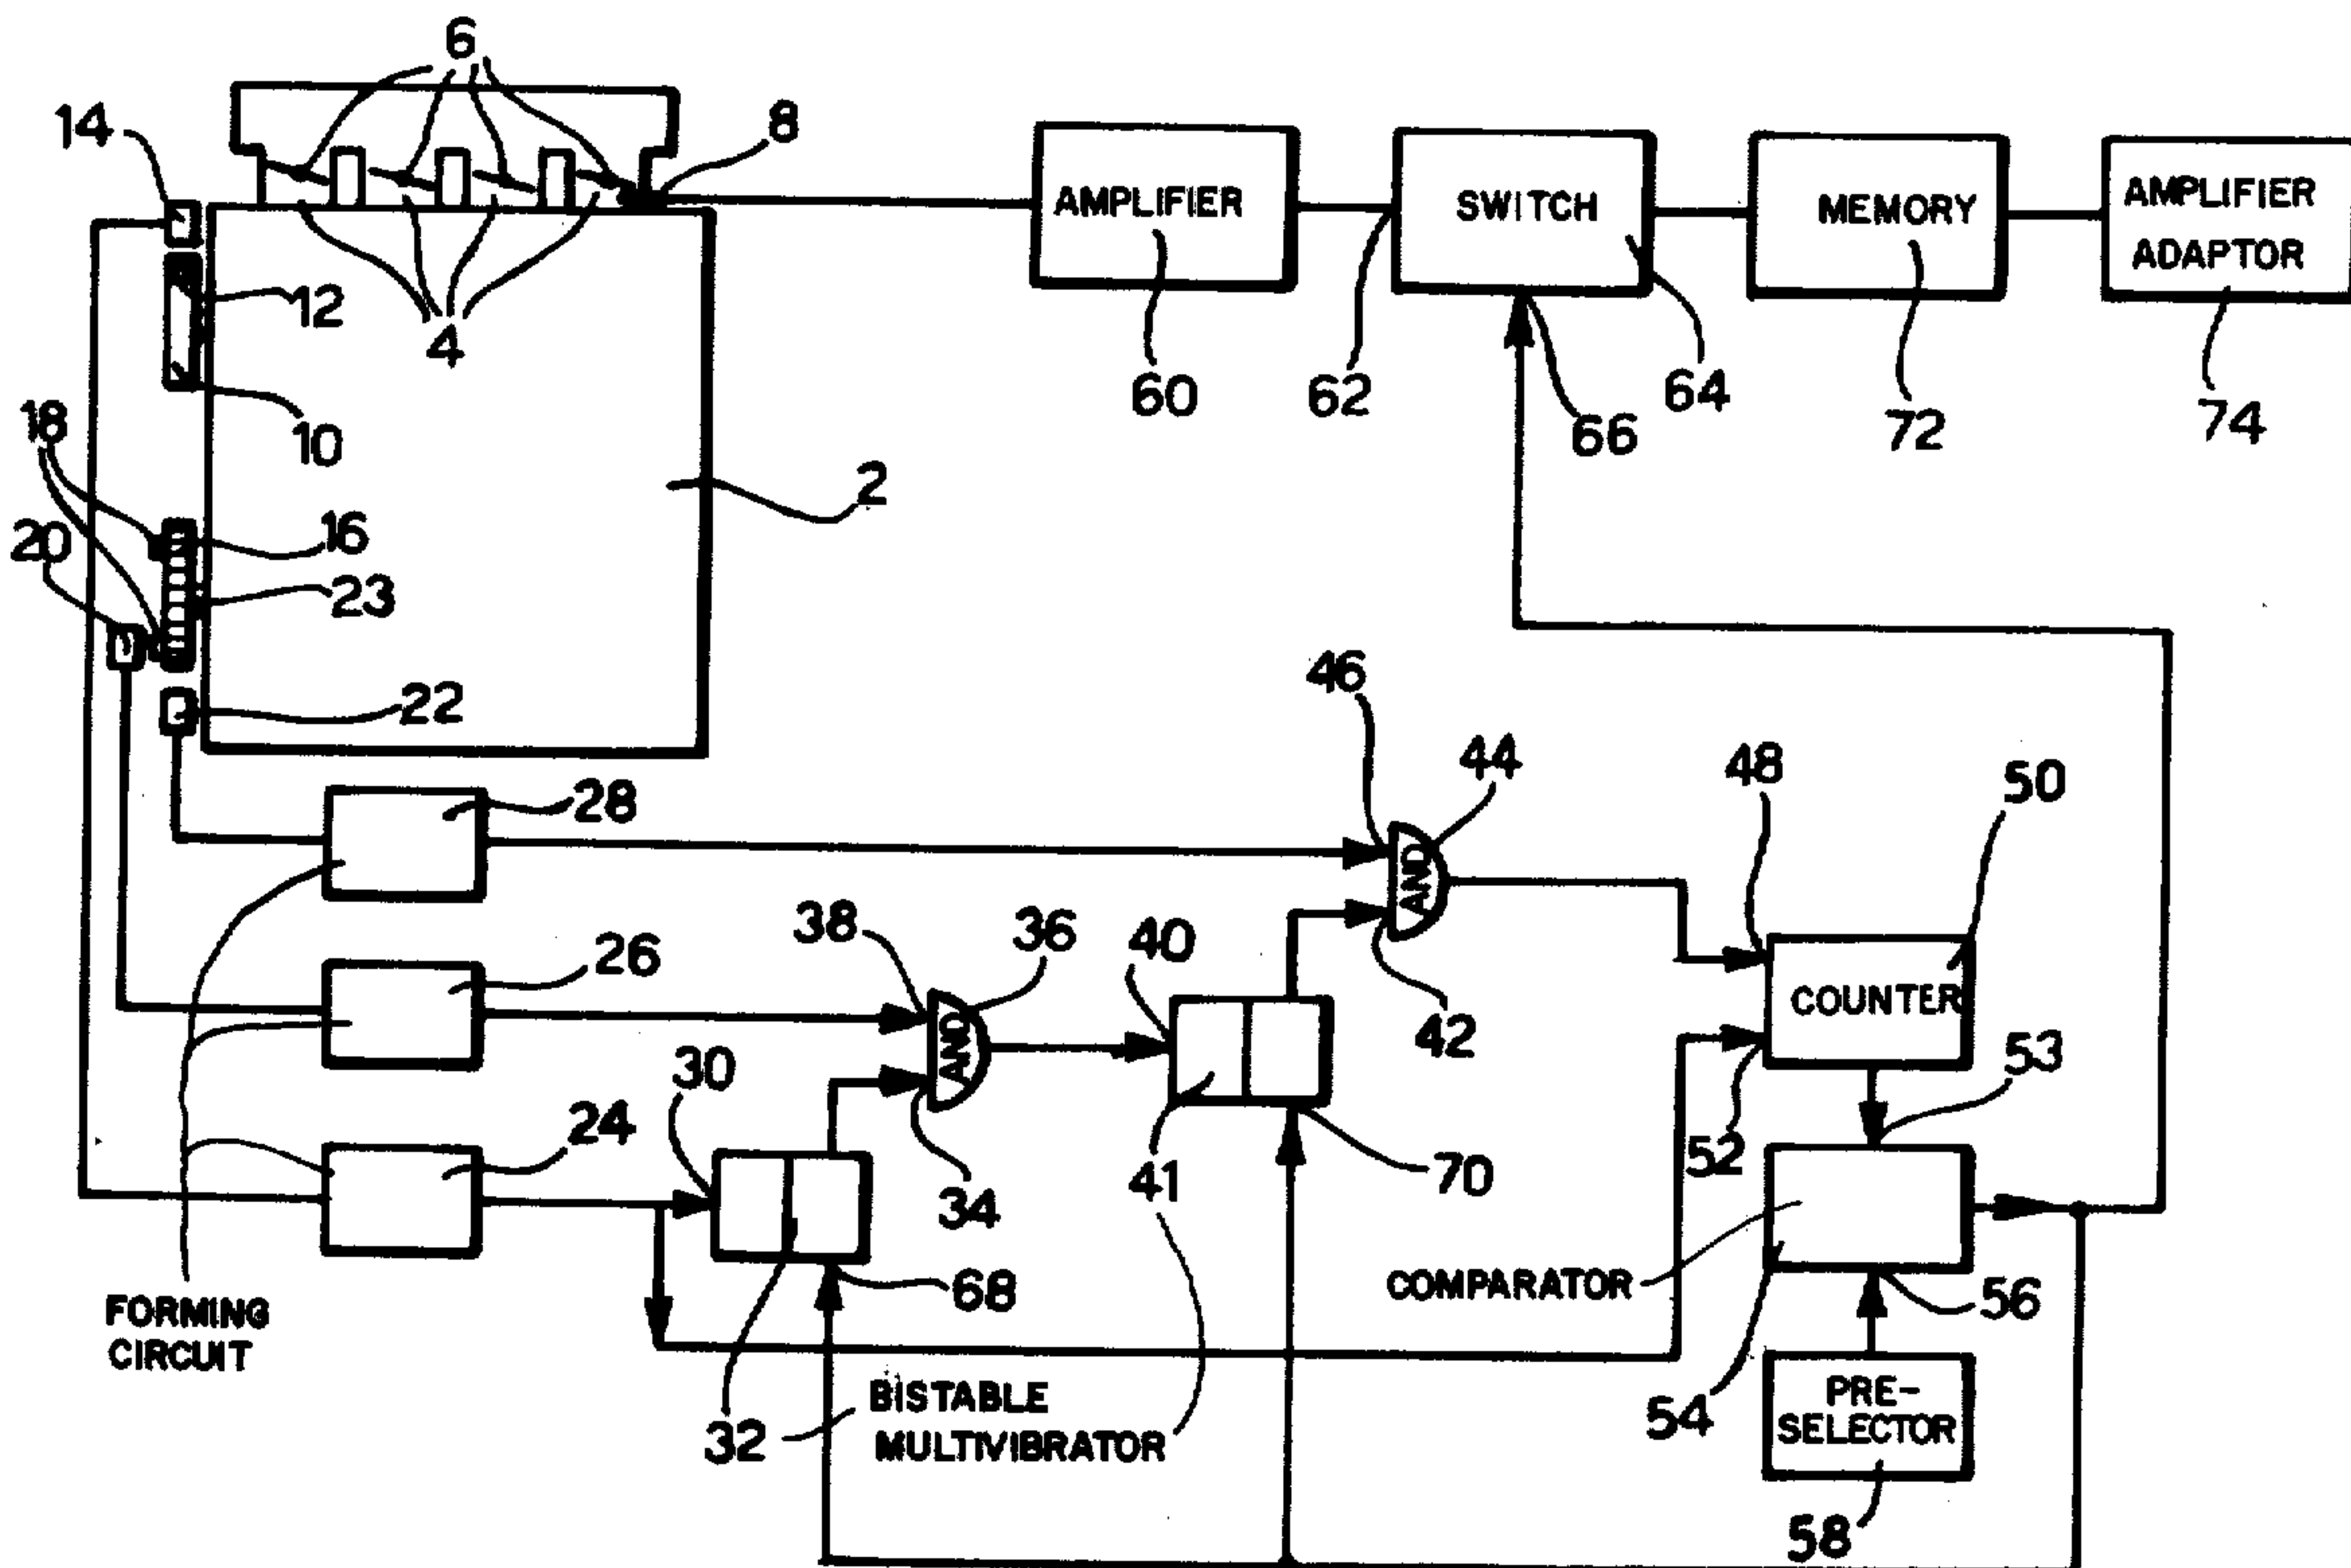 6
14
8
AMPLIFIER
SWITCH
MEMORY
AMPLIFIER
ADAPTOR
12
4
10
60
62
66
64
72
74
18
2
20
16
23
22
46
44
48
50
28
38
36
40
26
42
AND
AND
COUNTER
53
30
24
34
41
70
52
68
COMPARATOR
56
FORMING
CIRCUIT
32
BISTABLE
MULTIVIBRATOR
54
PRE-
SELECTOR
58